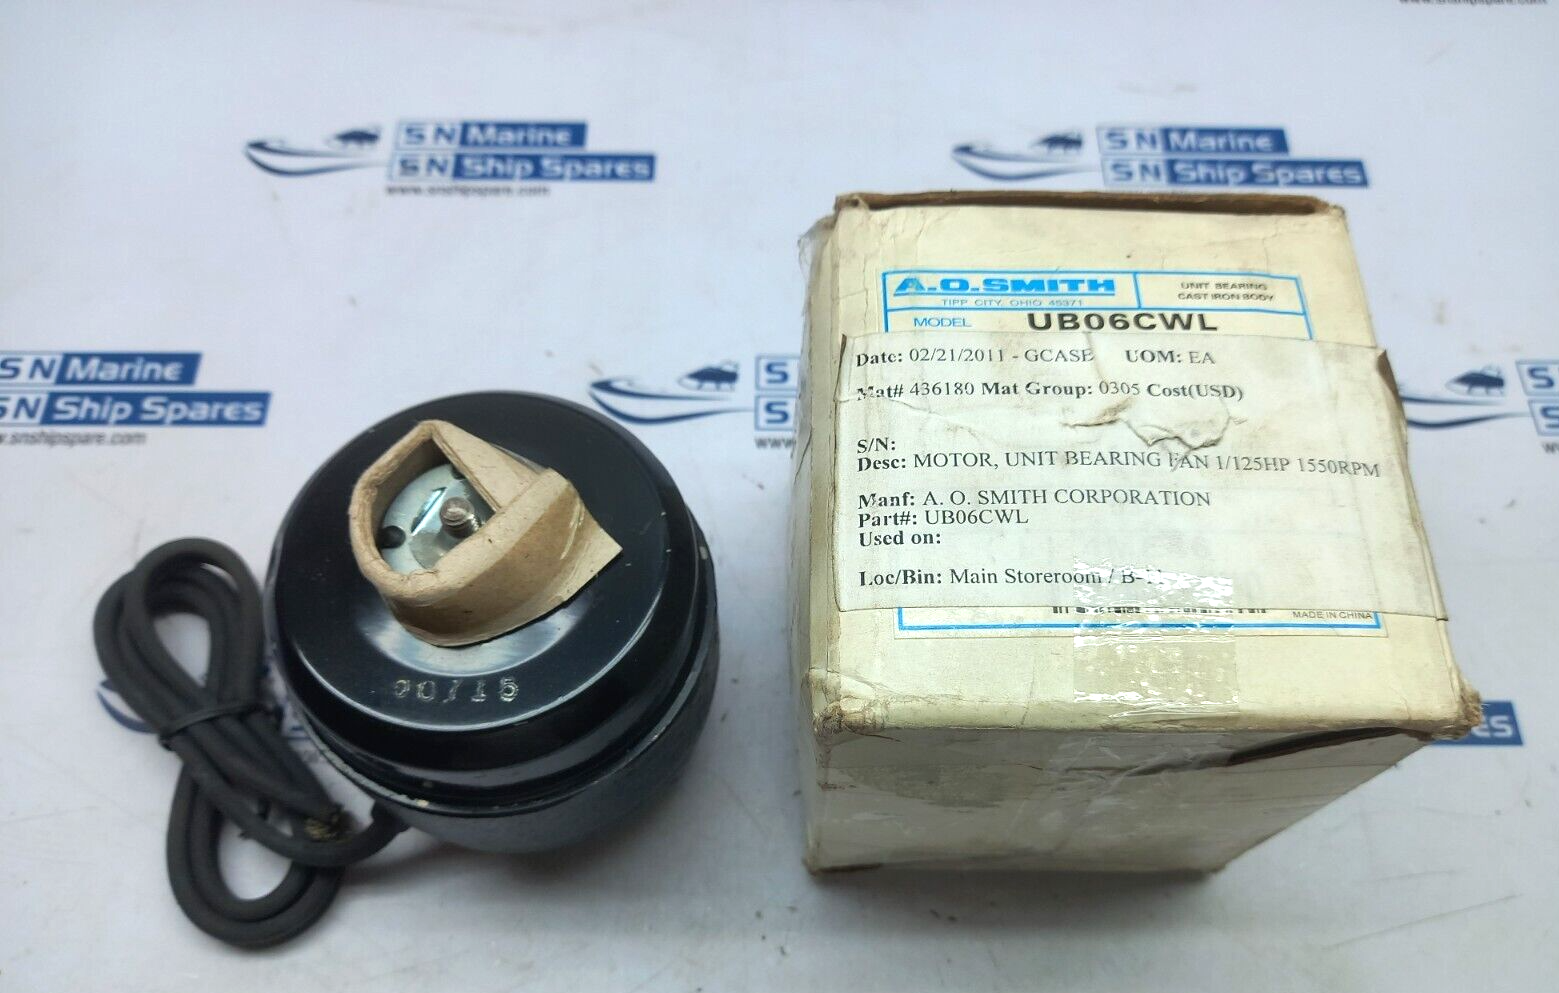 SN Marine
SN Ship Spares
www.snshipspare.com
SN Marine
SN Ship Spares
www.snshipspare.com
SN Marine
SN Ship Spares
www.snshipspare.com
A.O.SMITH
TIPP CITY, OHIO 45371
UNIT BEARING
CAST IRON BODY
MODEL UB06CWL
Date: 02/21/2011 - GCASE UOM: EA
Mat# 436180 Mat Group: 0305 Cost(USD)
S/N:
Desc: MOTOR, UNIT BEARING FAN 1/125HP 1550RPM
Manf: A. O. SMITH CORPORATION
Part#: UB06CWL
Used on:
Loc/Bin: Main Storeroom /
MADE IN CHINA